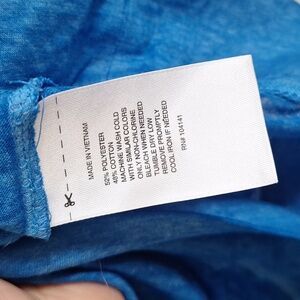 MADE IN VIETNAM
52% POLYESTER
48% COTTON
MACHINE WASH COLD
WITH SIMILAR COLORS
ONLY NON-CHLORINE
BLEACH WHEN NEEDED
TUMBLE DRY LOW
REMOVE PROMPTLY
COOL IRON IF NEEDED
RN# 104141